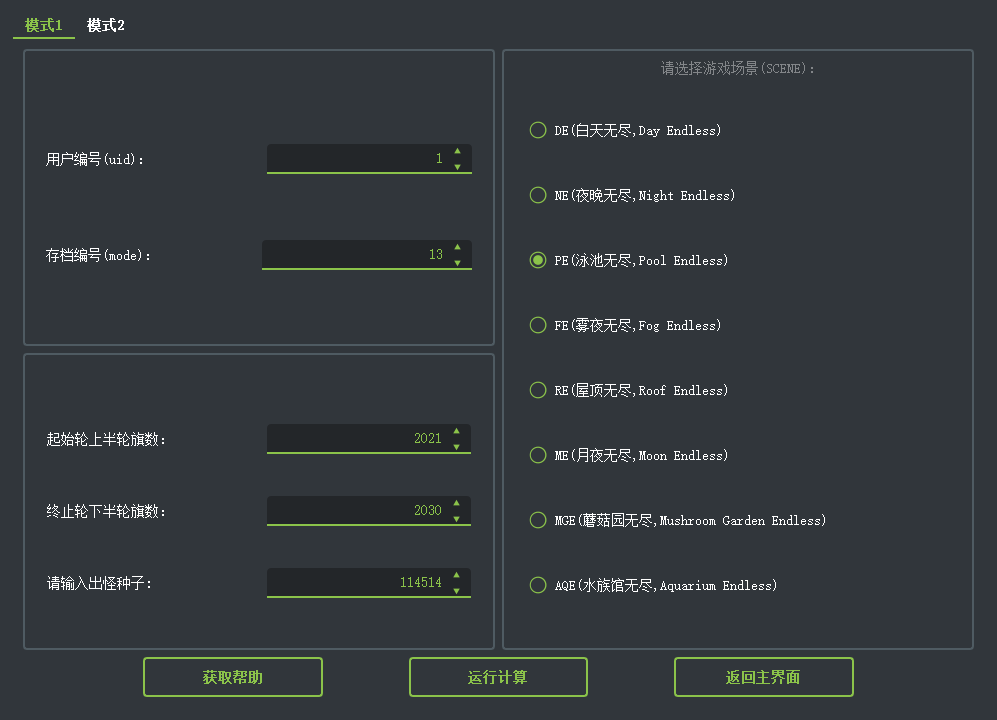 模式1 模式2
用户编号(uid): 1
存档编号(mode): 13
起始轮上半轮旗数: 2021
终止轮下半轮旗数: 2030
请输入出怪种子: 114514
请选择游戏场景(SCENE):
DE(白天无尽,Day Endless)
NE(夜晚无尽,Night Endless)
PE(泳池无尽,Pool Endless)
FE(雾夜无尽,Fog Endless)
RE(屋顶无尽,Roof Endless)
ME(月夜无尽,Moon Endless)
MGE(蘑菇园无尽,Mushroom Garden Endless)
AQE(水族馆无尽,Aquarium Endless)
获取帮助 运行计算 返回主界面